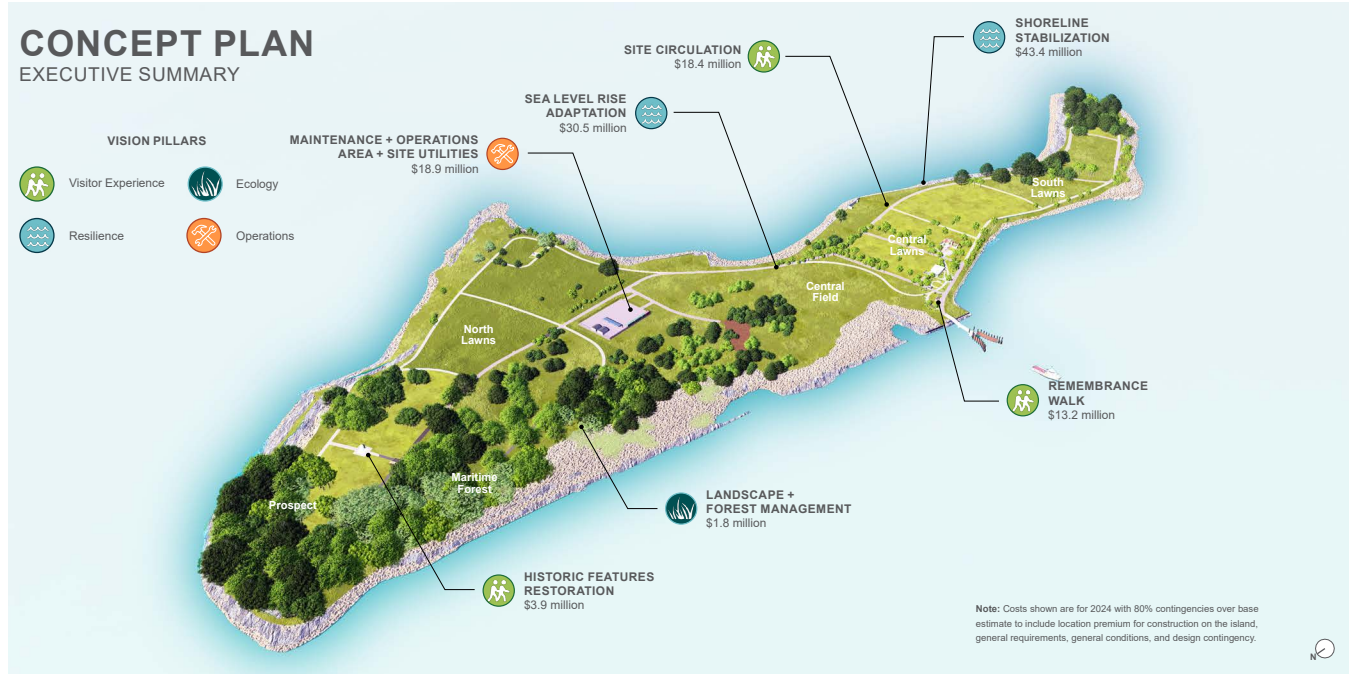 CONCEPT PLAN
EXECUTIVE SUMMARY
VISION PILLARS
Visitor Experience
Ecology
Resilience
Operations
MAINTENANCE + OPERATIONS
AREA + SITE UTILITIES
$18.9 million
SEA LEVEL RISE
ADAPTATION
$30.5 million
SITE CIRCULATION
$18.4 million
SHORELINE
STABILIZATION
$43.4 million
South
Lawns
Central
Lawns
Central
Field
North
Lawns
REMEMBRANCE
WALK
$13.2 million
Maritime
Forest
Prospect
LANDSCAPE +
FOREST MANAGEMENT
$1.8 million
HISTORIC FEATURES
RESTORATION
$3.9 million
Note: Costs shown are for 2024 with 80% contingencies over base
estimate to include location premium for construction on the island,
general requirements, general conditions, and design contingency.
N